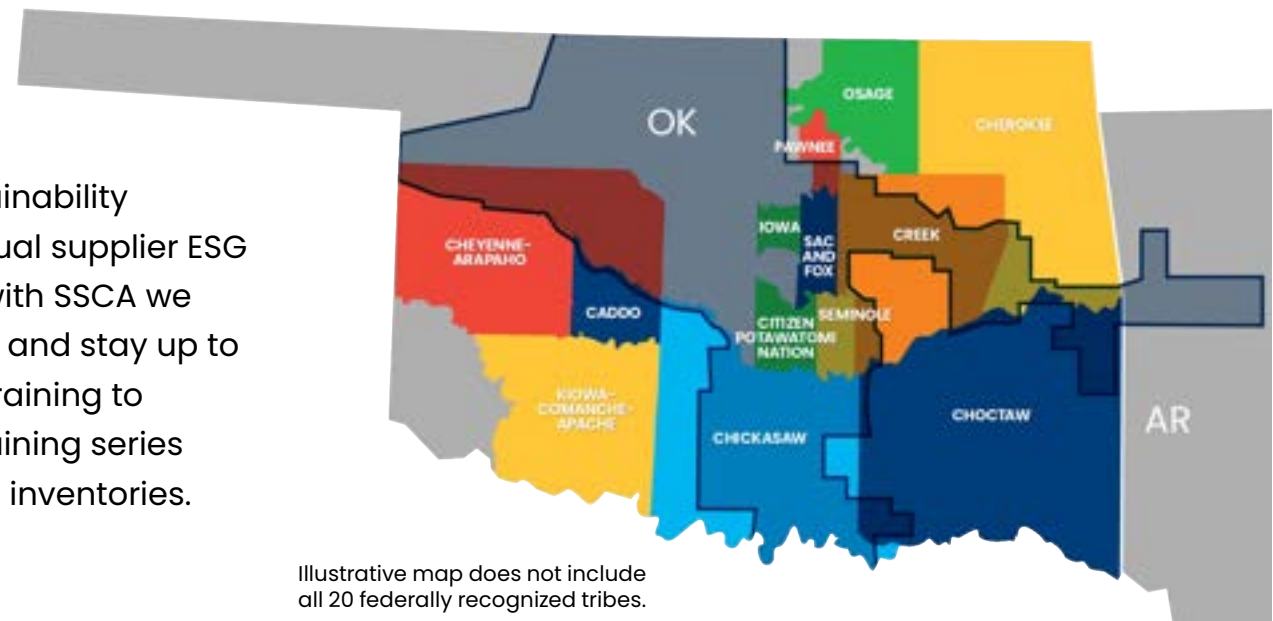 inability
ual supplier ESG
with SSCA we
and stay up to
raining to
ining series
inventories.
OK
OSAGE
CHEROKEE
PAWNEE
IOWA
SAC
AND
FOX
CREEK
CHEYENNE-
ARAPAHO
CADDO
CITIZEN
POTAWATOMI
NATION
SEMINOLE
KIOWA-
COMANCHE-
APACHE
CHICKASAW
CHOCTAW
AR
Illustrative map does not include
all 20 federally recognized tribes.